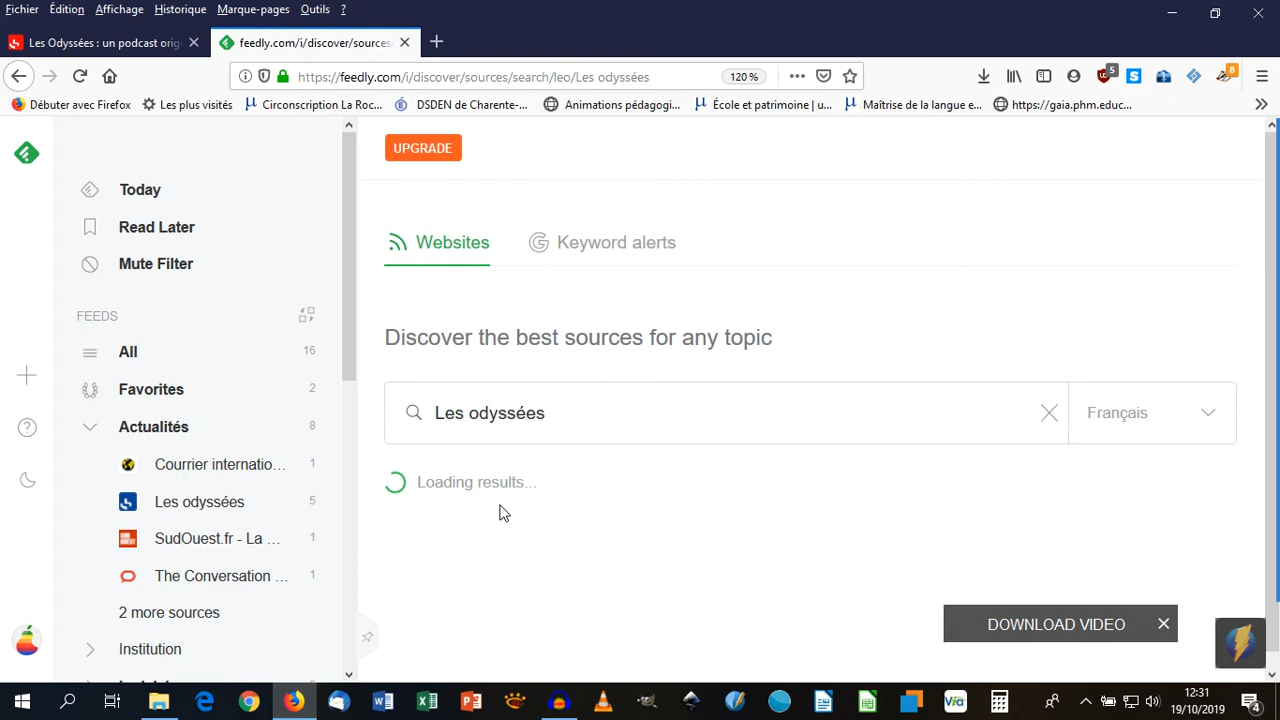 Fichier Édition Affichage Historique Marque-pages Outils ?
Les Odyssées : un podcast origi
feedly.com/i/discover/sources/
https://feedly.com/i/discover/sources/search/leo/Les odyssées
120 %
5
8
Débuter avec Firefox Les plus visités Circonscription La Roc... DSDEN de Charente-... Animations pédagogi... École et patrimoine | u... Maîtrise de la langue e... https://gaia.phm.educ...
UPGRADE
Today
Read Later
Mute Filter
FEEDS
All 16
Favorites 2
Actualités 8
Courrier internatio... 1
Les odyssées 5
SudOuest.fr - La ... 1
The Conversation ... 1
2 more sources
Institution
Websites
Keyword alerts
Discover the best sources for any topic
Les odyssées
Français
Loading results...
DOWNLOAD VIDEO
12:31
19/10/2019
4